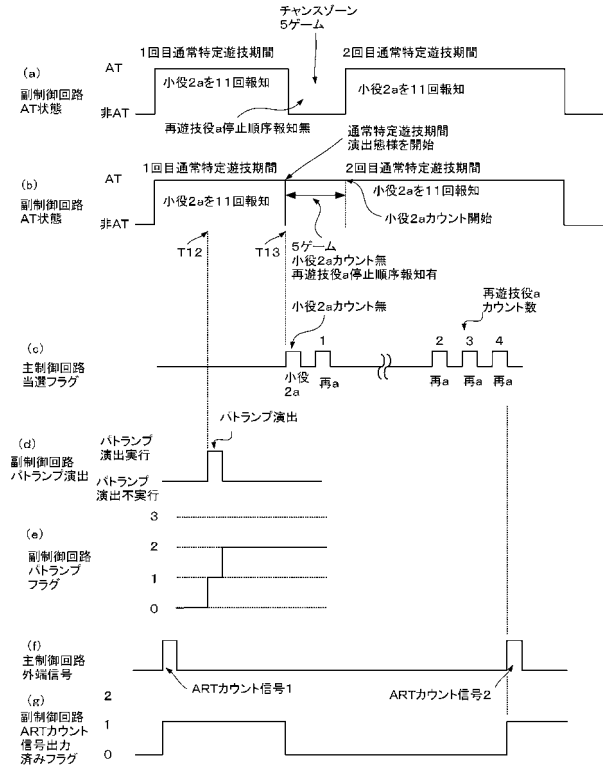 チャンスゾーン
5ゲーム
(a)
副制御回路
AT状態
AT
非AT
1回目通常特定遊技期間
小役2aを11回報知
再遊技役a停止順序報知無
2回目通常特定遊技期間
小役2aを11回報知
通常特定遊技期間
演出態様を開始
(b)
副制御回路
AT状態
AT
非AT
1回目通常特定遊技期間
小役2aを11回報知
2回目通常特定遊技期間
小役2aを11回報知
小役2aカウント開始
T12
T13
5ゲーム
小役2aカウント無
再遊技役a停止順序報知有
小役2aカウント無
再遊技役a
カウント数
(c)
主制御回路
当選フラグ
1
2
3
4
小役
2a
再a
再a
再a
再a
(d)
副制御回路
パトランプ演出
パトランプ
演出実行
パトランプ
演出不実行
パトランプ演出
(e)
副制御回路
パトランプ
フラグ
3
2
1
0
(f)
主制御回路
外端信号
ARTカウント信号1
ARTカウント信号2
(g)
副制御回路
ARTカウント
信号出力
済みフラグ
2
1
0